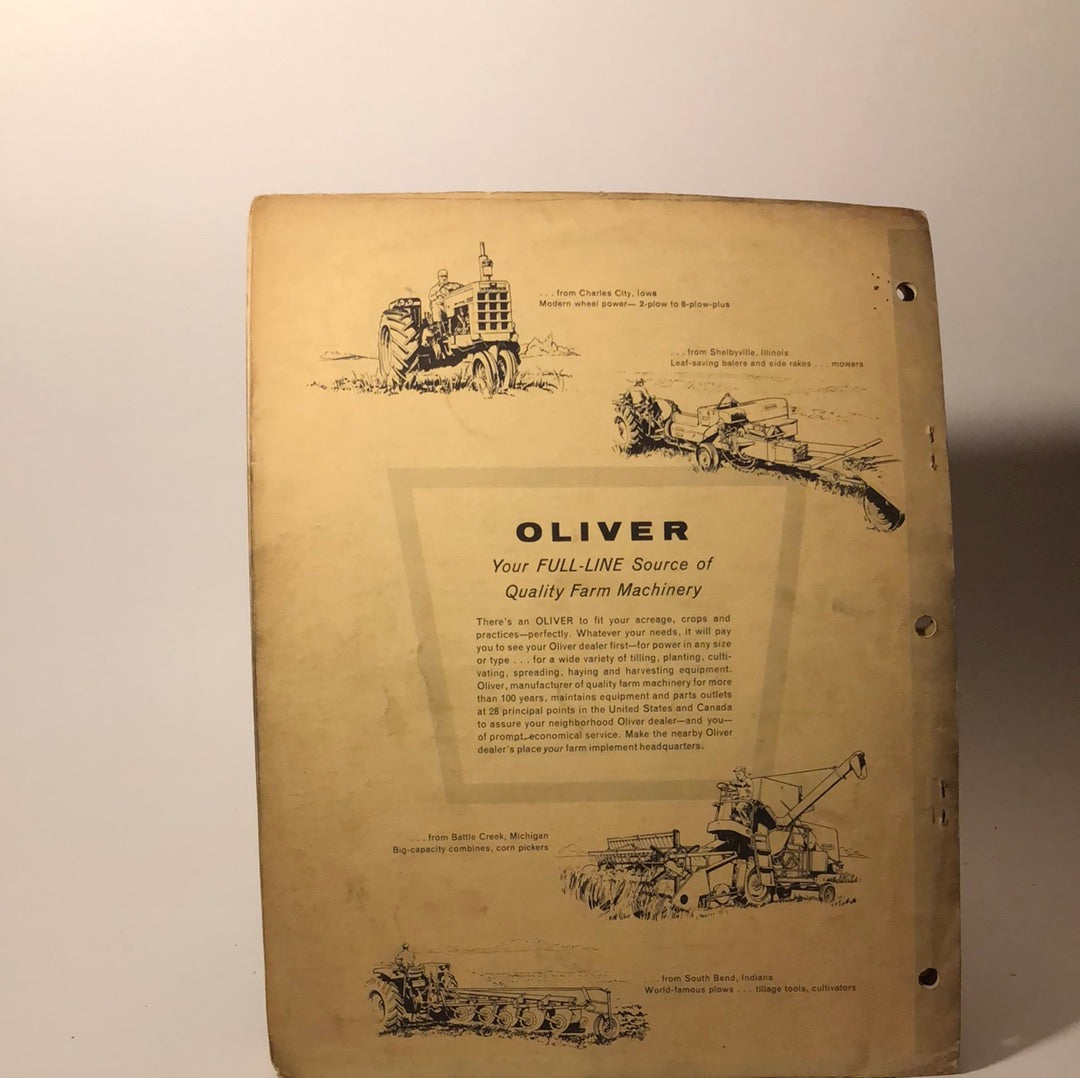 . . . from Charles City, Iowa
Modern wheel power— 2-plow to 8-plow-plus
. . . from Shelbyville, Illinois
Leaf-saving balers and side rakes . . . mowers
OLIVER
Your FULL-LINE Source of
Quality Farm Machinery
There's an OLIVER to fit your acreage, crops and
practices—perfectly. Whatever your needs, it will pay
you to see your Oliver dealer first—for power in any size
or type . . . for a wide variety of tilling, planting, culti-
vating, spreading, haying and harvesting equipment.
Oliver, manufacturer of quality farm machinery for more
than 100 years, maintains equipment and parts outlets
at 28 principal points in the United States and Canada
to assure your neighborhood Oliver dealer—and you—
of prompt, economical service. Make the nearby Oliver
dealer's place your farm implement headquarters.
. . . from Battle Creek, Michigan
Big-capacity combines, corn pickers
. . . from South Bend, Indiana
World-famous plows . . . tillage tools, cultivators